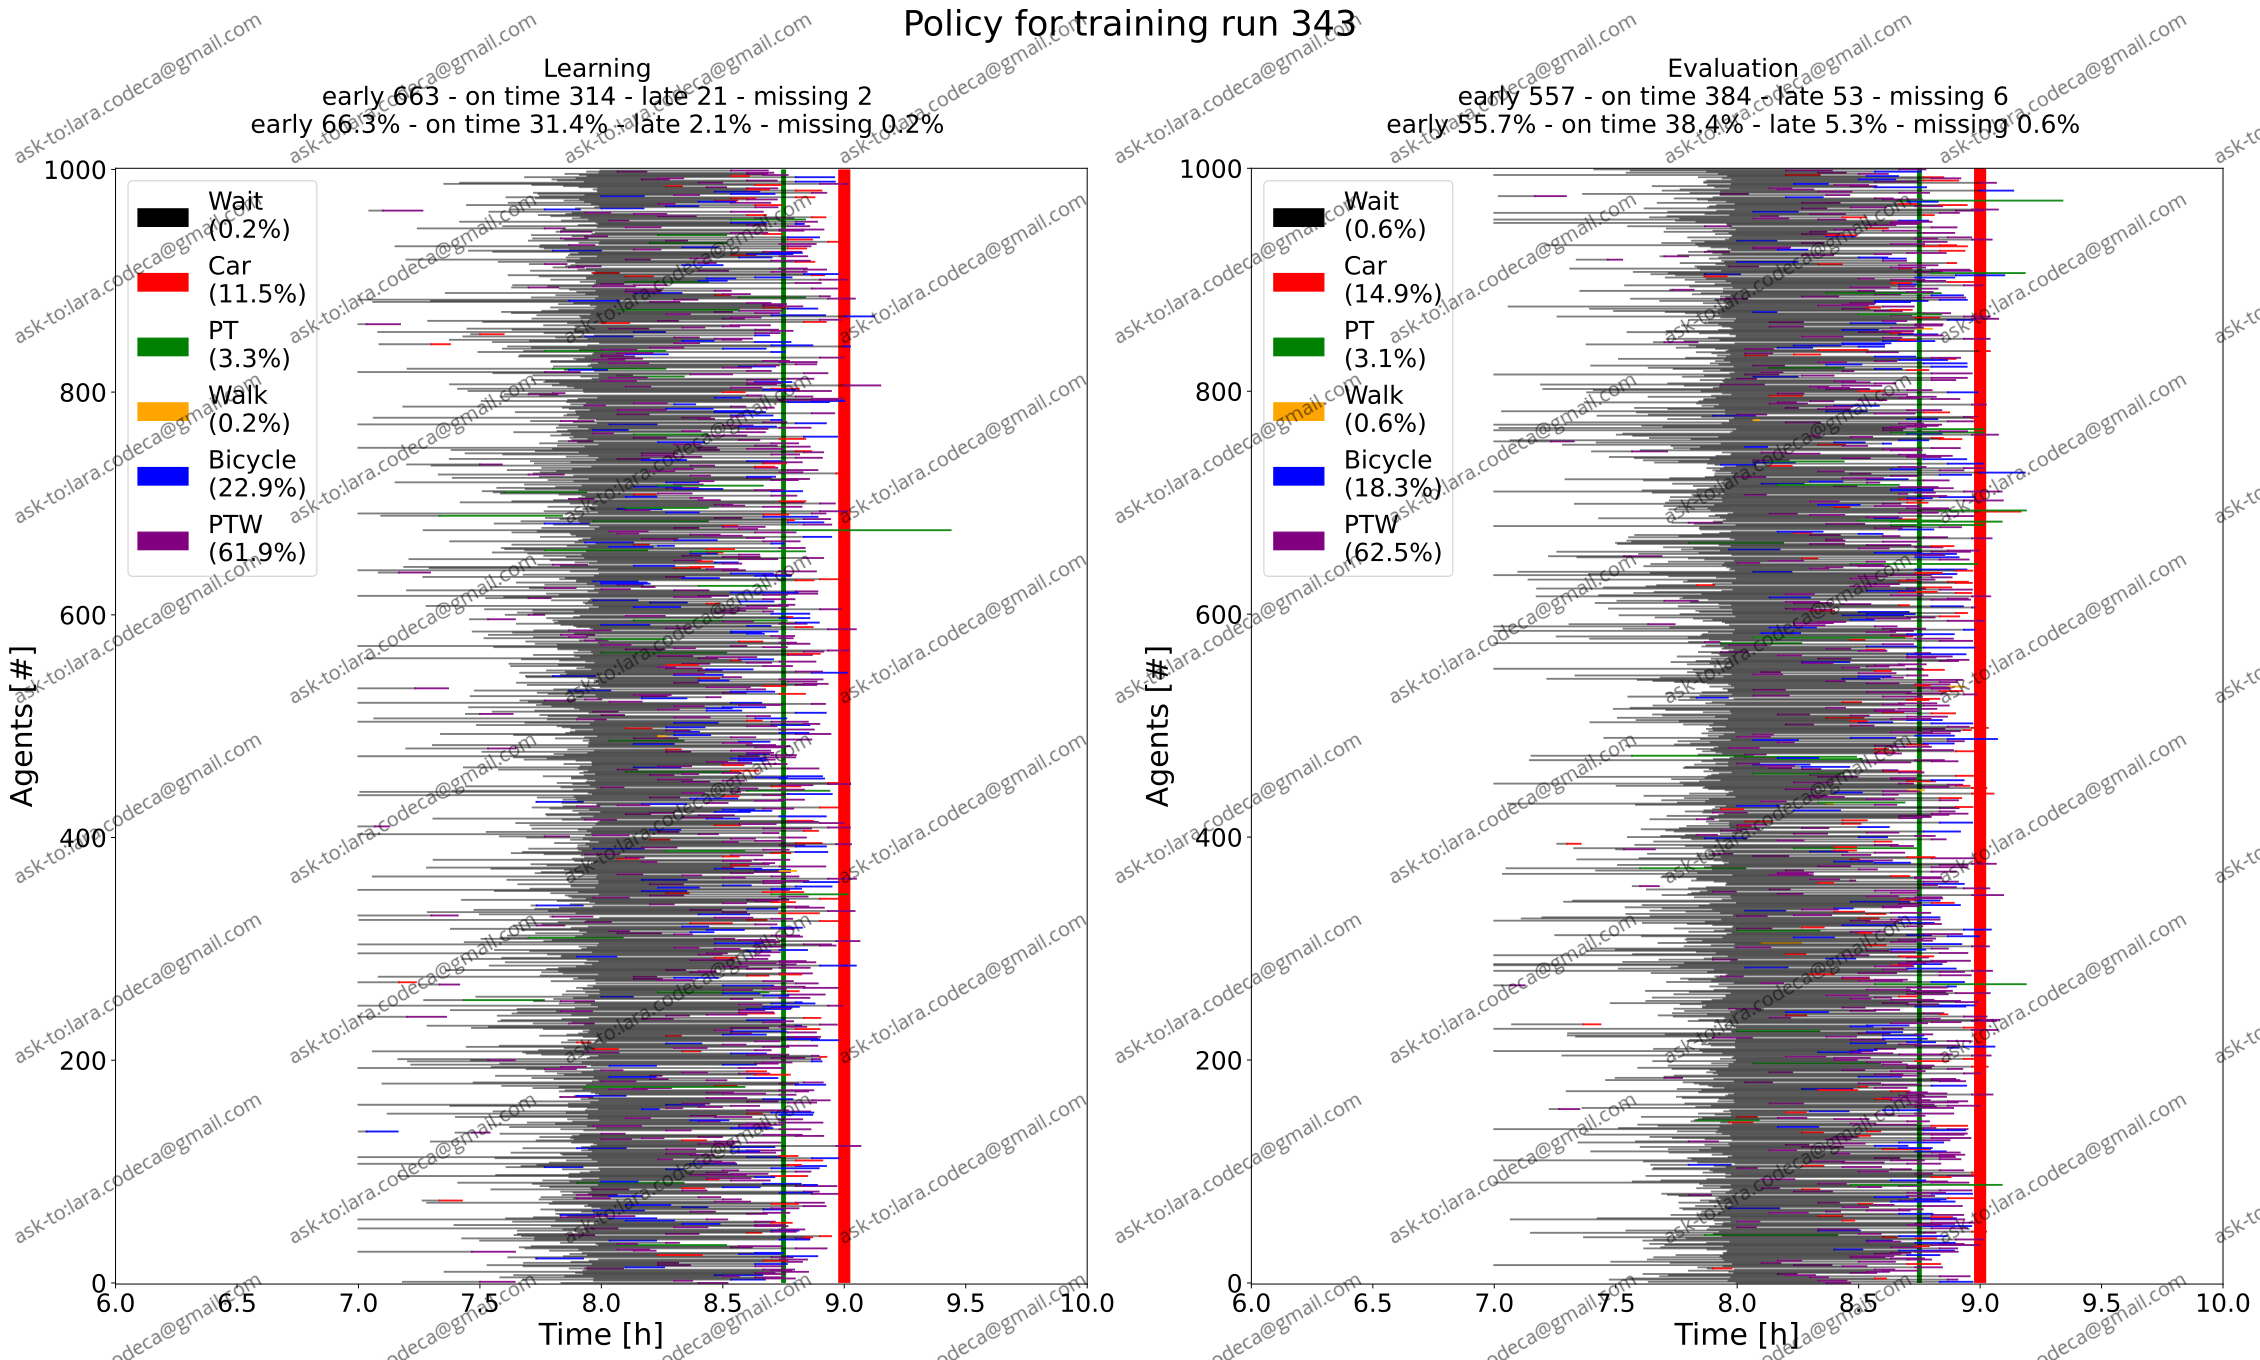 Policy for training run 343
Learning
early 663 - on time 314 - late 21 - missing 2
early 66.3% - on time 31.4% - late 2.1% - missing 0.2%
1000
800
600
400
200
0
Agents [#]
Wait
(0.2%)
Car
(11.5%)
PT
(3.3%)
Walk
(0.2%)
Bicycle
(22.9%)
PTW
(61.9%)
6.0 6.5 7.0 7.5 8.0 8.5 9.0 9.5 10.0
Time [h]
Evaluation
early 557 - on time 384 - late 53 - missing 6
early 55.7% - on time 38.4% - late 5.3% - missing 0.6%
1000
800
600
400
200
0
Agents [#]
Wait
(0.6%)
Car
(14.9%)
PT
(3.1%)
Walk
(0.6%)
Bicycle
(18.3%)
PTW
(62.5%)
6.0 6.5 7.0 7.5 8.0 8.5 9.0 9.5 10.0
Time [h]
ask-to:lara.codeca@gmail.com